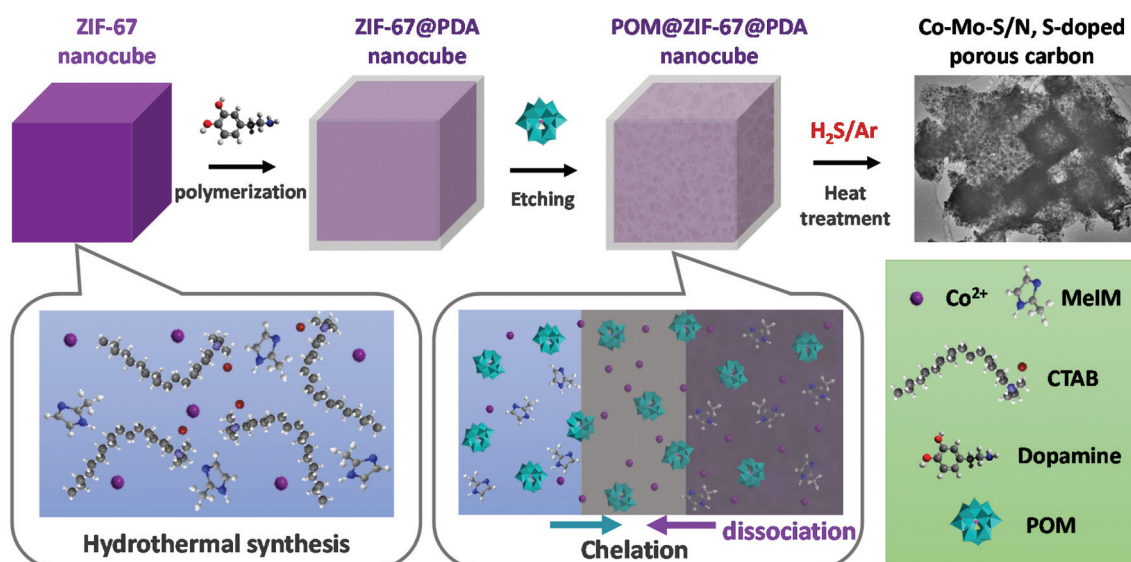 ZIF-67
nanocube
ZIF-67@PDA
nanocube
POM@ZIF-67@PDA
nanocube
Co-Mo-S/N, S-doped
porous carbon
polymerization
Etching
H₂S/Ar
Heat
treatment
Hydrothermal synthesis
dissociation
Chelation
Co²⁺
MeIM
CTAB
Dopamine
POM